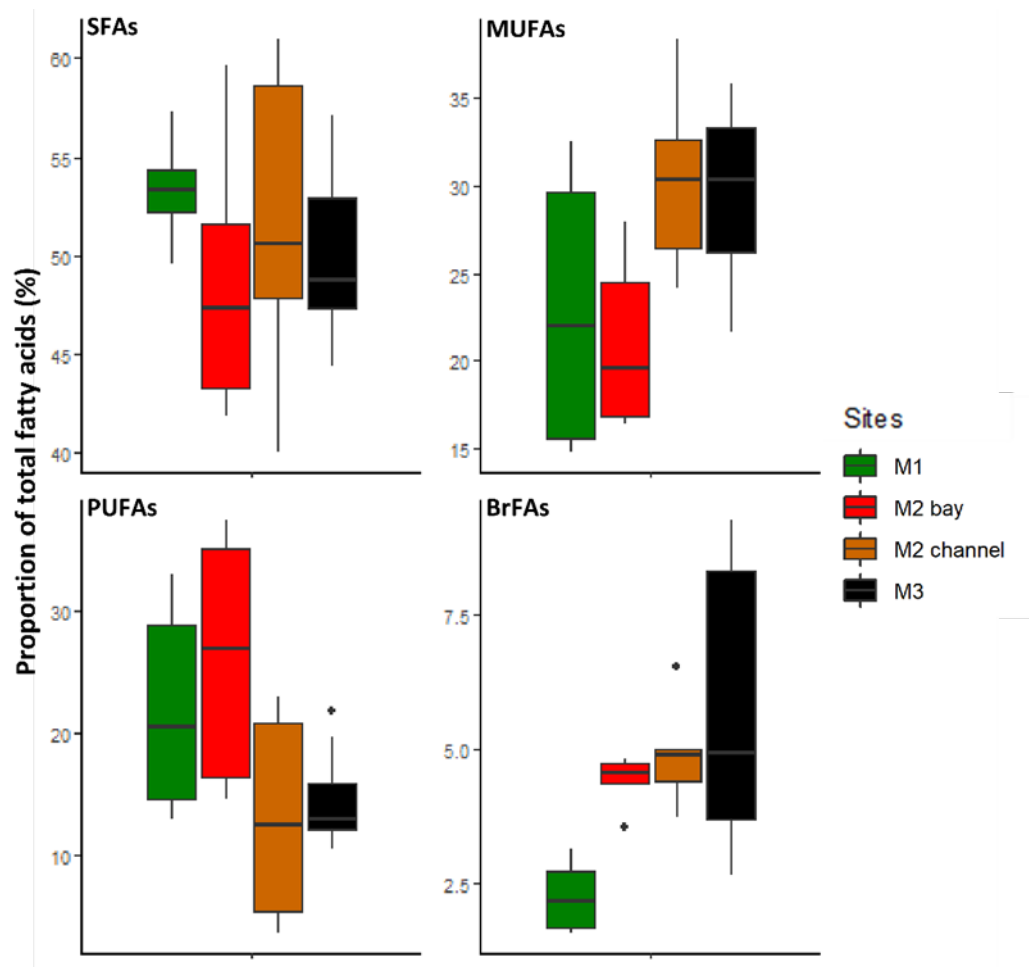 SFAs
60
55
50
45
40
MUFAs
35
30
25
20
15
Proportion of total fatty acids (%)
PUFAs
30
20
10
BrFAs
7.5
5.0
2.5
Sites
M1
M2 bay
M2 channel
M3